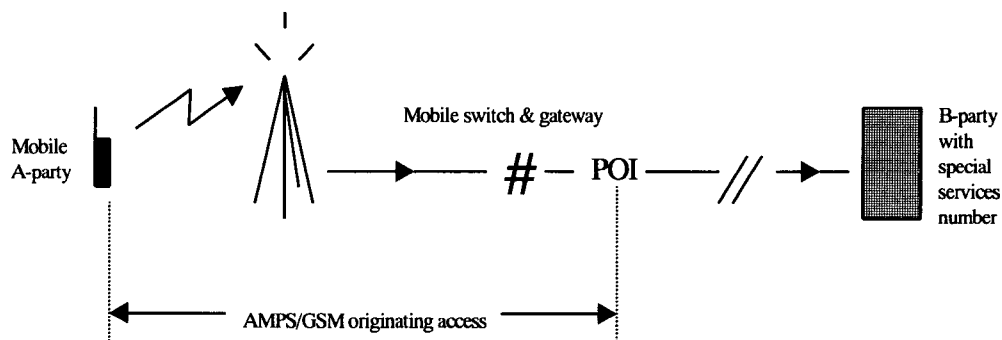 Mobile
A-party
Mobile switch & gateway
#
POI
B-party
with
special
services
number
AMPS/GSM originating access